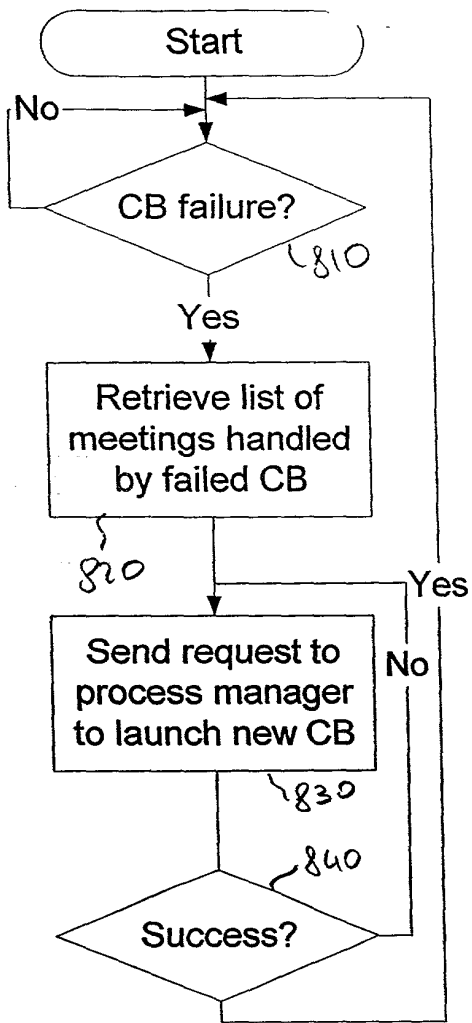 Start
No
CB failure?
810
Yes
Retrieve list of
meetings handled
by failed CB
820
Yes
Send request to
process manager
to launch new CB
No
830
840
Success?